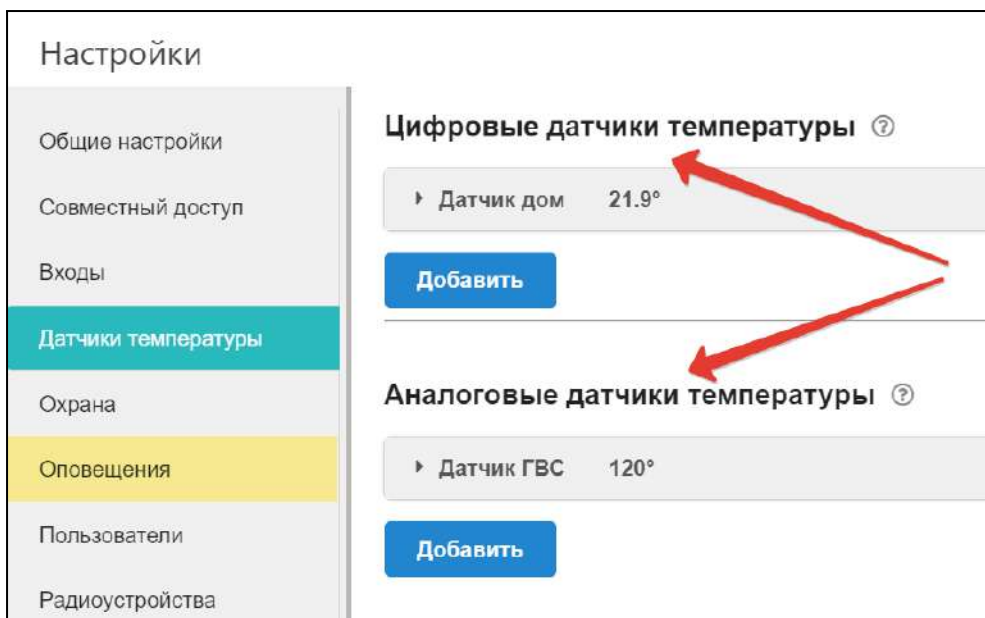 Настройки
Общие настройки
Совместный доступ
Входы
Датчики температуры
Охрана
Оповещения
Пользователи
Радиоустройства
Цифровые датчики температуры ?
Датчик дом 21.9°
Добавить
Аналоговые датчики температуры ?
Датчик ГВС 120°
Добавить